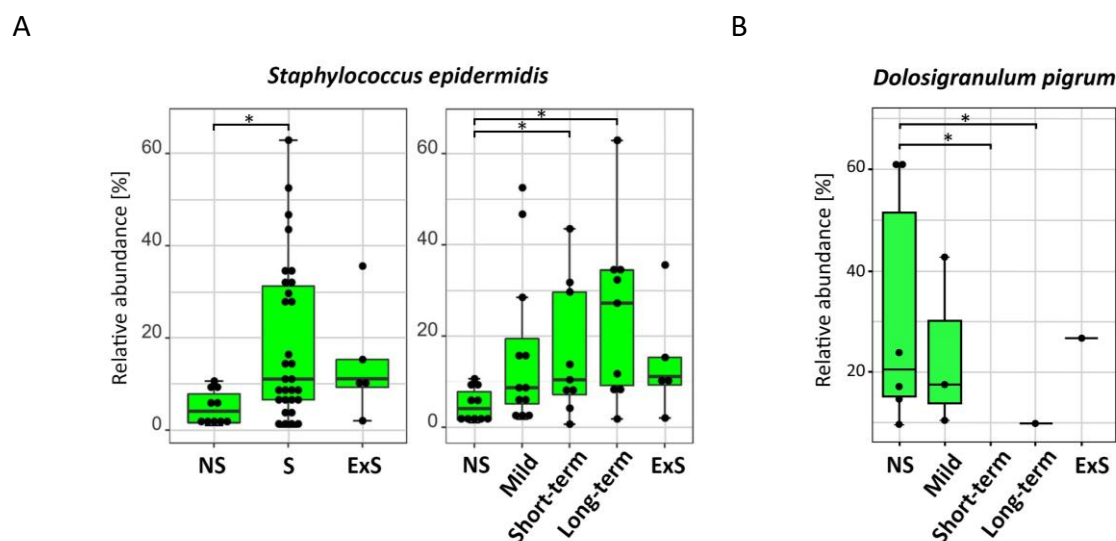 A
B
Staphylococcus epidermidis
Dolosigranulum pigrum
Relative abundance [%]
60
40
20
0
*
NS
S
ExS
60
40
20
0
*
*
NS
Mild
Short-term
Long-term
ExS
Relative abundance [%]
60
40
20
*
*
NS
Mild
Short-term
Long-term
ExS